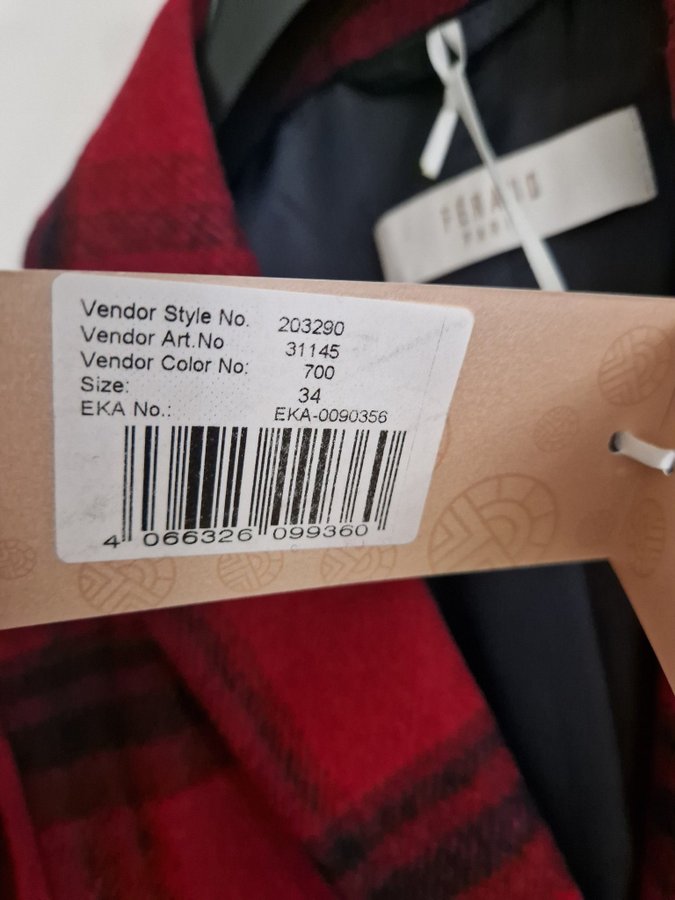 FÉRAUD
Vendor Style No. 203290
Vendor Art.No 31145
Vendor Color No: 700
Size: 34
EKA No.: EKA-0090356
4 066326 099360